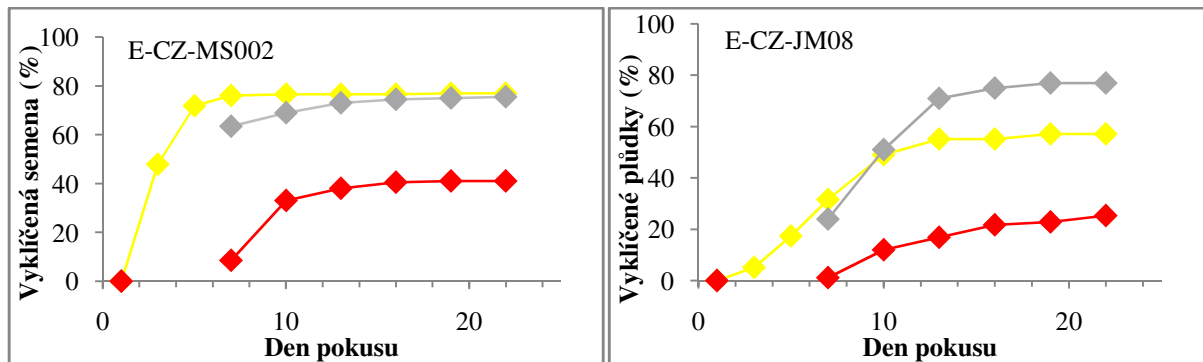 E-CZ-MS002
Vyklíčená semena (%)
100
80
60
40
20
0
0 10 20
Den pokusu
E-CZ-JM08
Vyklíčené plůdky (%)
100
80
60
40
20
0
0 10 20
Den pokusu